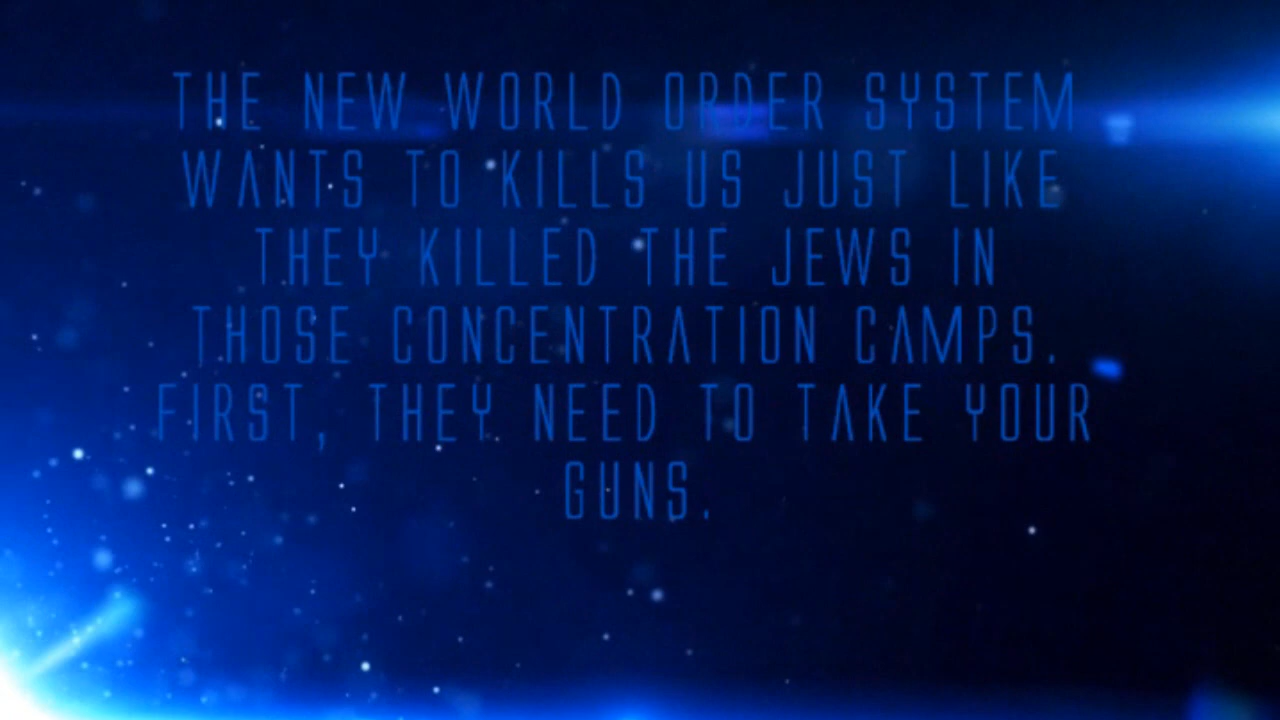 THE NEW WORLD ORDER SYSTEM
WANTS TO KILLS US JUST LIKE
THEY KILLED THE JEWS IN
THOSE CONCENTRATION CAMPS.
FIRST, THEY NEED TO TAKE YOUR
GUNS.